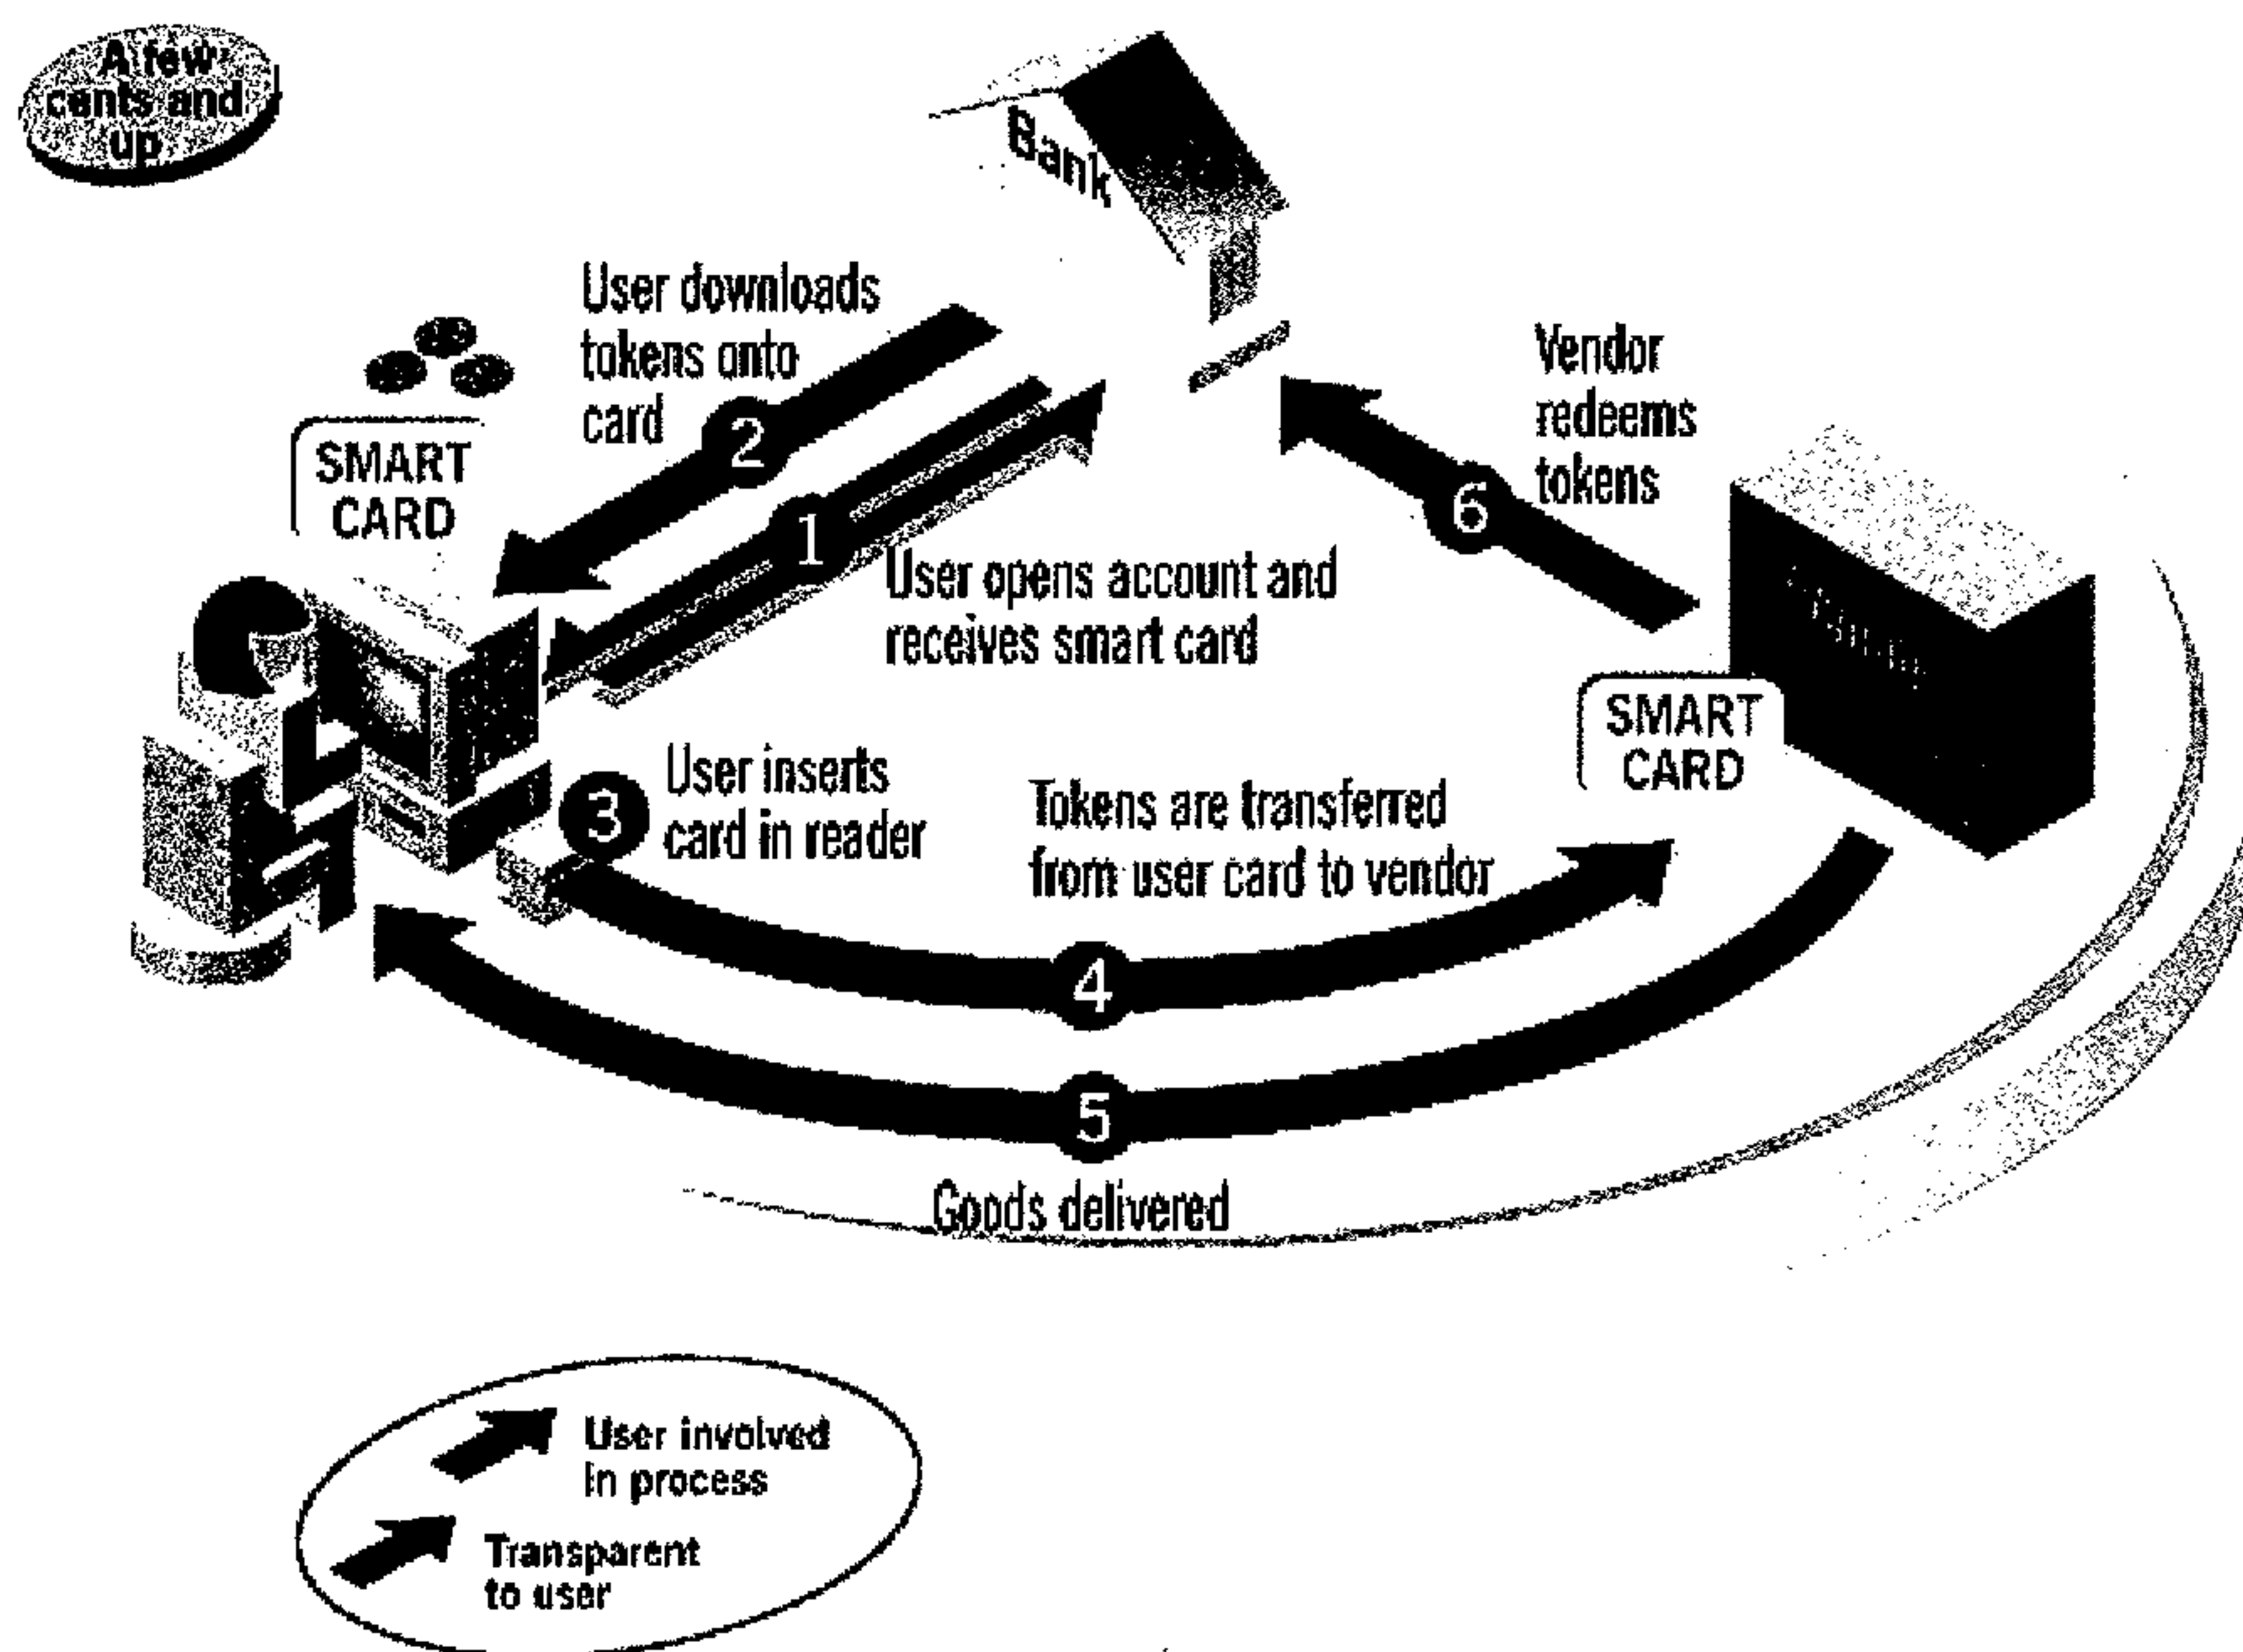 A few
cents and
up
Bank
User downloads
tokens onto
card
2
SMART
CARD
1
User opens account and
receives smart card
Vendor
redeems
tokens
6
SMART
CARD
3
User inserts
card in reader
Tokens are transferred
from user card to vendor
4
5
Goods delivered
User involved
in process
Transparent
to user